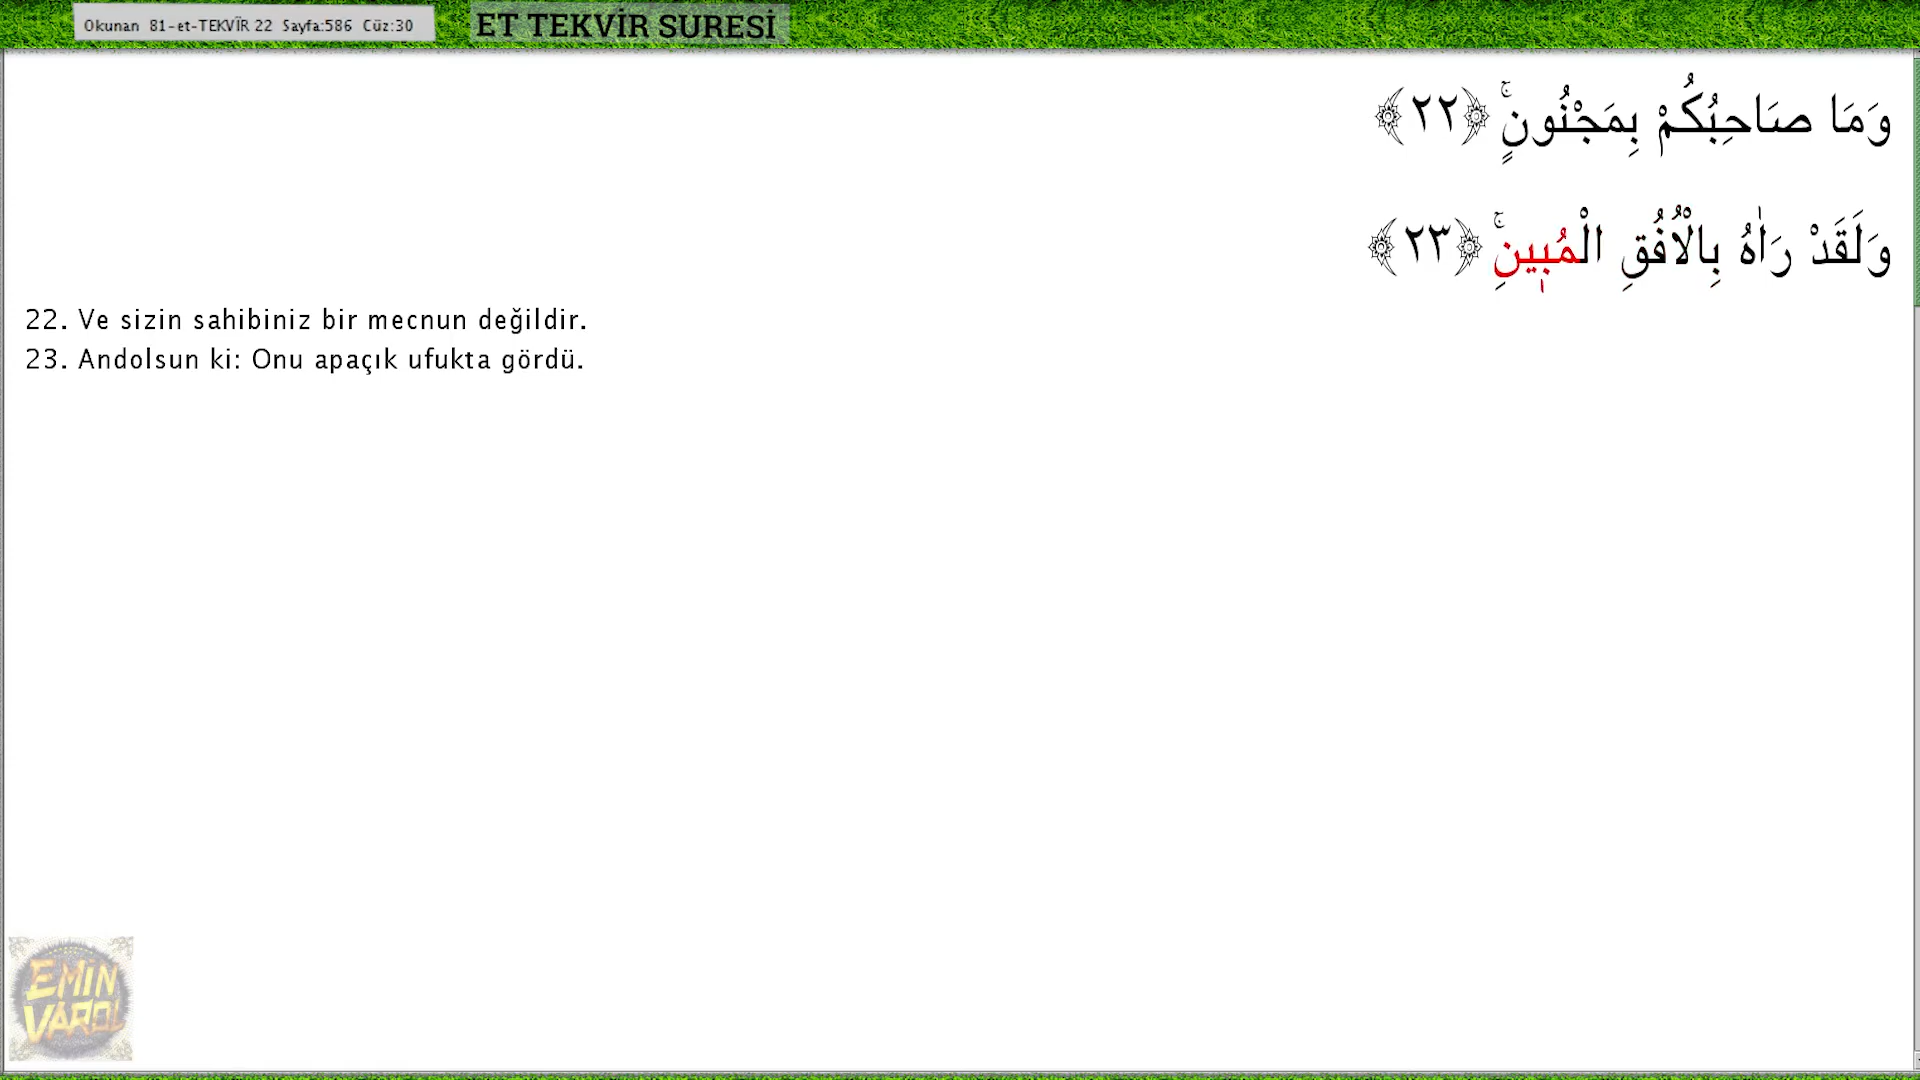 Okunan 81-et-TEKVİR 22 Sayfa:586 Cüz:30
ET TEKVİR SURESİ
وَمَا صَاحِبُكُمْ بِمَجْنُونٍۚ ﴿٢٢﴾
وَلَقَدْ رَاٰهُ بِالْاُفُقِ الْمُب۪ينِۚ ﴿٢٣﴾
22. Ve sizin sahibiniz bir mecnun değildir.
23. Andolsun ki: Onu apaçık ufukta gördü.
EMİN
VAROL